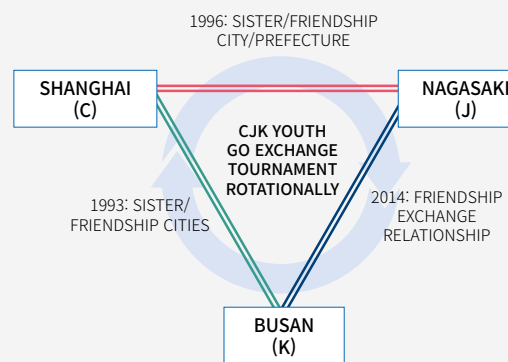 1996: SISTER/FRIENDSHIP
CITY/PREFECTURE
SHANGHAI
(C)
NAGASAKI
(J)
CJK YOUTH
GO EXCHANGE
TOURNAMENT
ROTATIONALLY
1993: SISTER/
FRIENDSHIP CITIES
2014: FRIENDSHIP
EXCHANGE
RELATIONSHIP
BUSAN
(K)